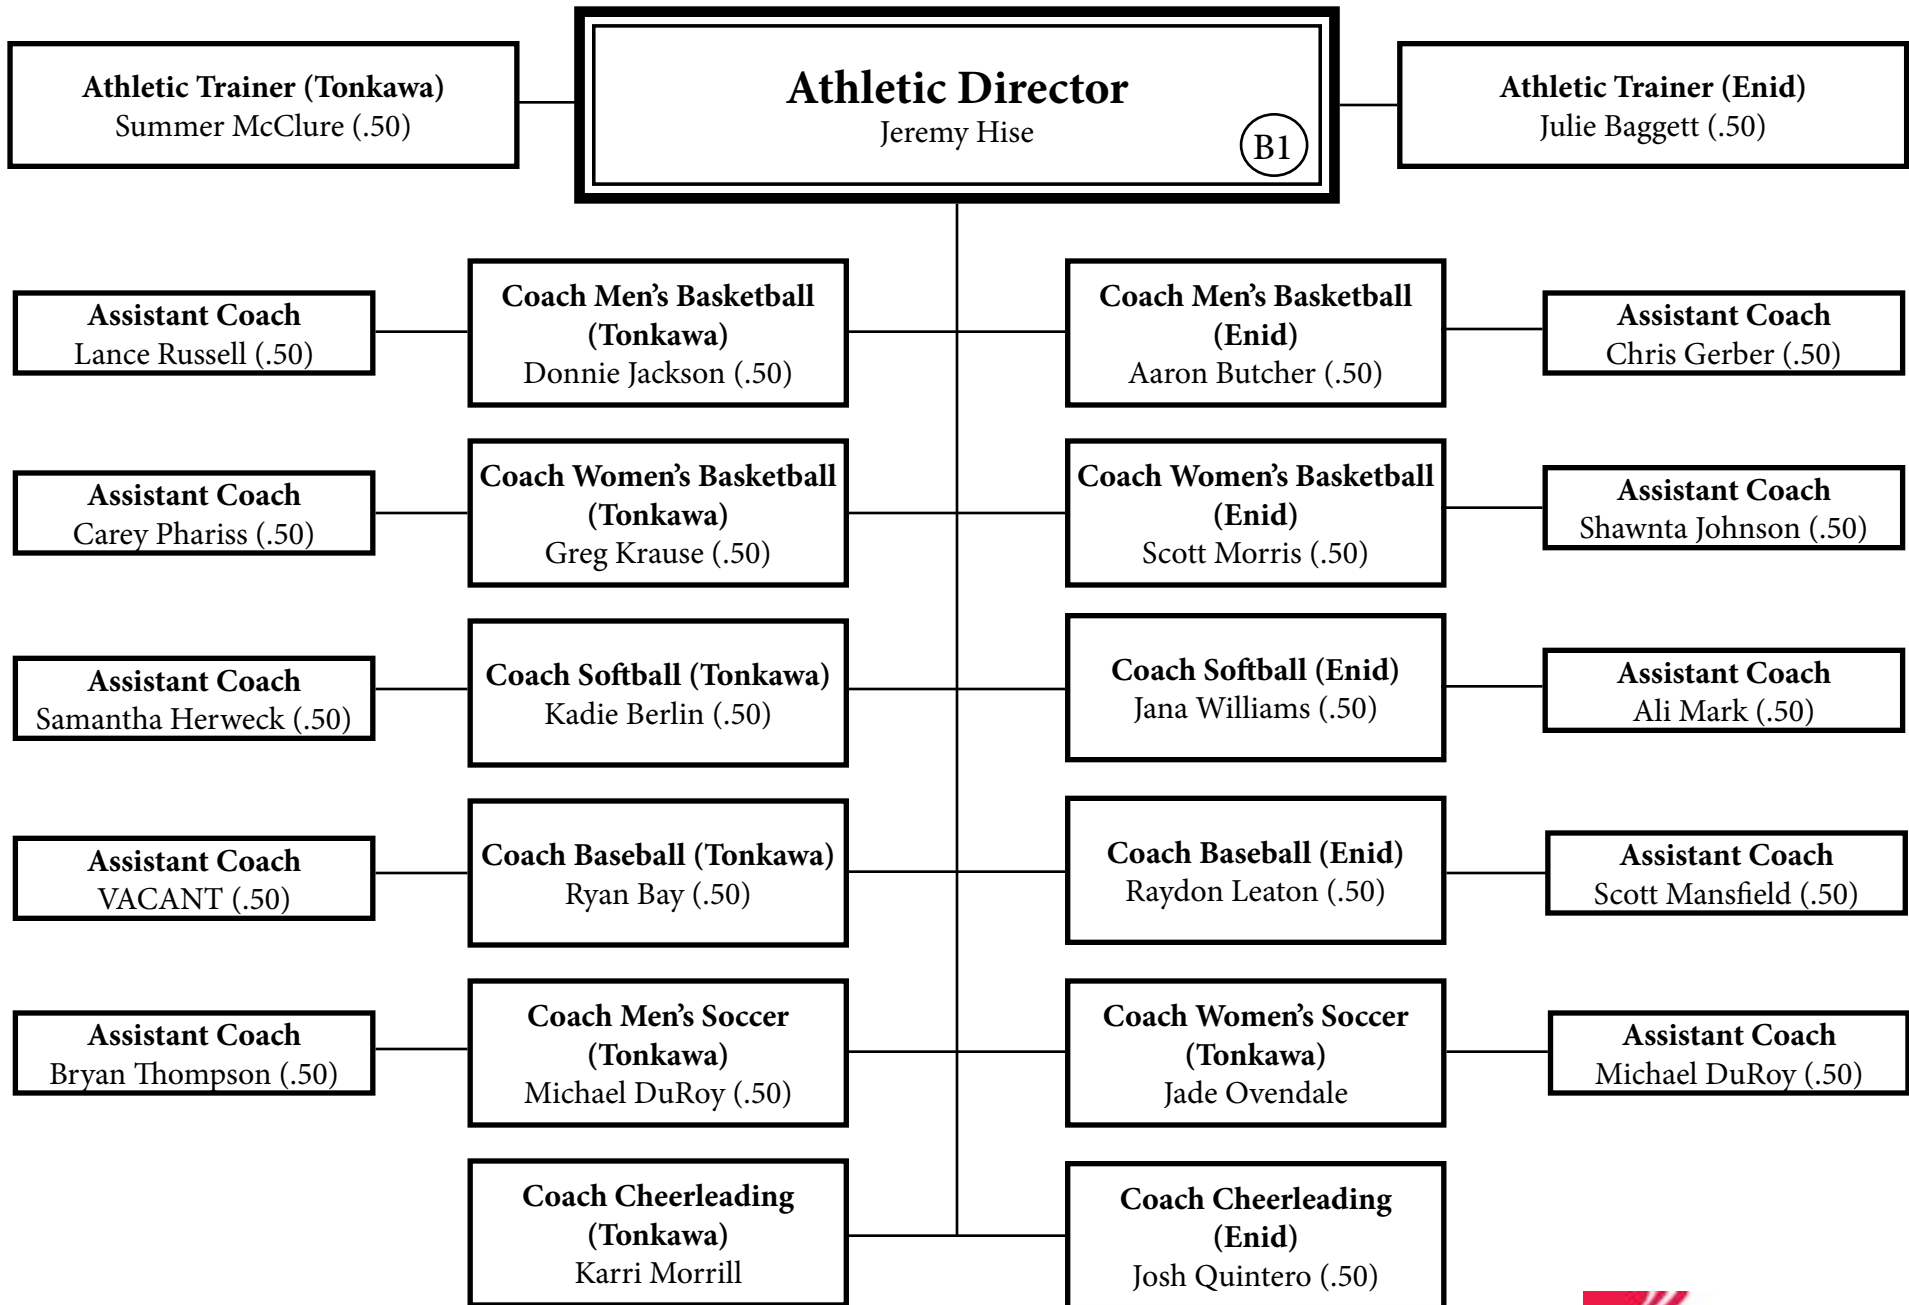 Athletic Trainer (Tonkawa)
Summer McClure (.50)
Athletic Director
Jeremy Hise
B1
Athletic Trainer (Enid)
Julie Baggett (.50)
Assistant Coach
Lance Russell (.50)
Coach Men's Basketball
(Tonkawa)
Donnie Jackson (.50)
Coach Men's Basketball
(Enid)
Aaron Butcher (.50)
Assistant Coach
Chris Gerber (.50)
Assistant Coach
Carey Phariss (.50)
Coach Women's Basketball
(Tonkawa)
Greg Krause (.50)
Coach Women's Basketball
(Enid)
Scott Morris (.50)
Assistant Coach
Shawnta Johnson (.50)
Assistant Coach
Samantha Herweck (.50)
Coach Softball (Tonkawa)
Kadie Berlin (.50)
Coach Softball (Enid)
Jana Williams (.50)
Assistant Coach
Ali Mark (.50)
Assistant Coach
VACANT (.50)
Coach Baseball (Tonkawa)
Ryan Bay (.50)
Coach Baseball (Enid)
Raydon Leaton (.50)
Assistant Coach
Scott Mansfield (.50)
Assistant Coach
Bryan Thompson (.50)
Coach Men's Soccer
(Tonkawa)
Michael DuRoy (.50)
Coach Women's Soccer
(Tonkawa)
Jade Ovendale
Assistant Coach
Michael DuRoy (.50)
Coach Cheerleading
(Tonkawa)
Karri Morrill
Coach Cheerleading
(Enid)
Josh Quintero (.50)